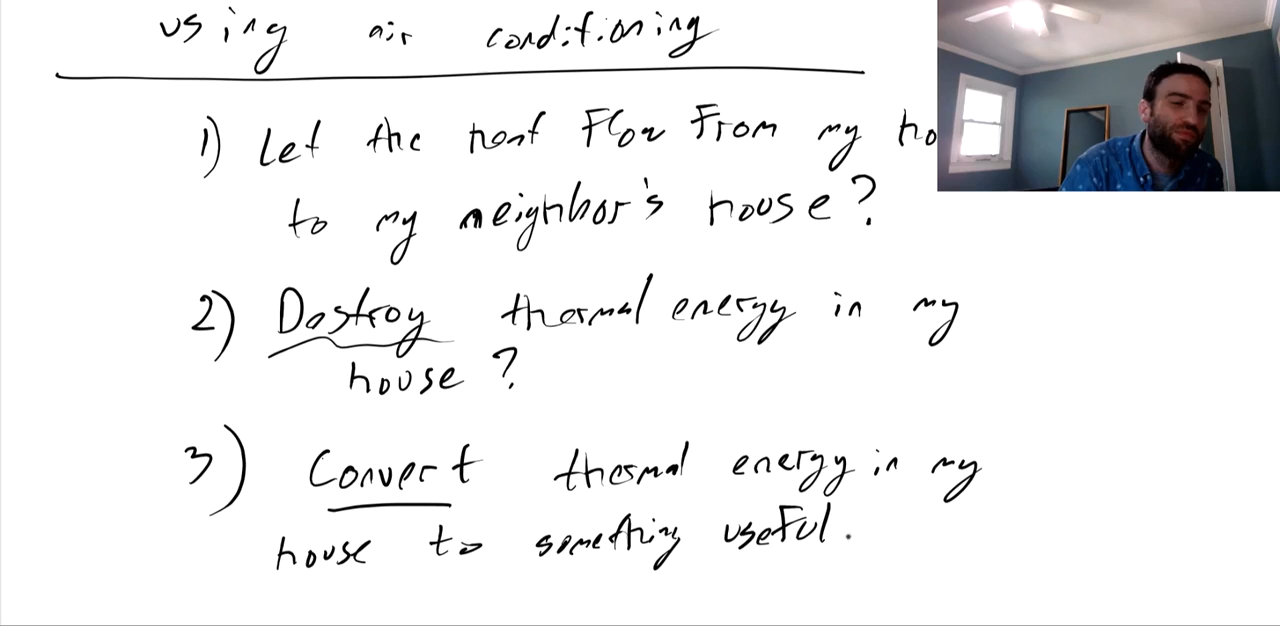 using air conditioning
1) Let the heat Flow From my ho
to my neighbor's house?
2) Destroy thermal energy in my
house?
3) Convert thermal energy in my
house to something useful.